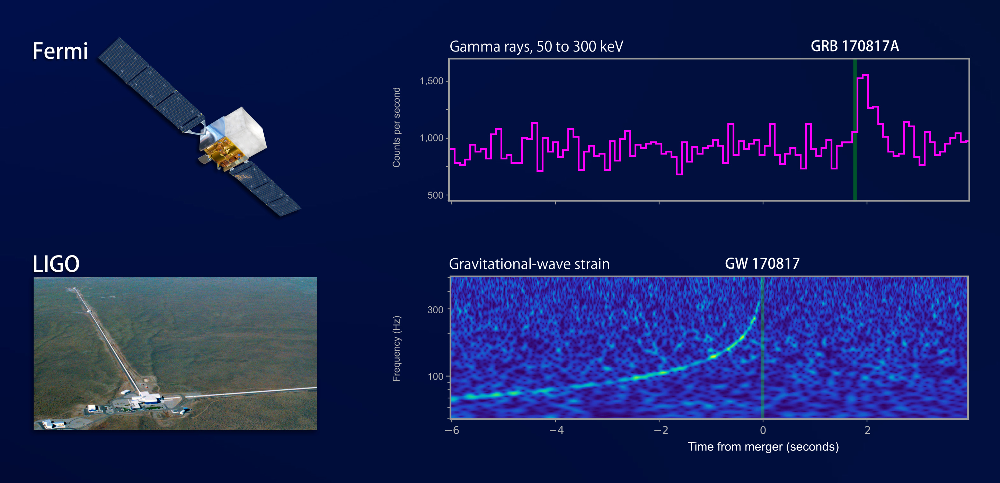 Fermi
Gamma rays, 50 to 300 keV
GRB 170817A
Counts per second
1,500
1,000
500
LIGO
Gravitational-wave strain
GW 170817
Frequency (Hz)
300
100
−6 −4 −2 0 2
Time from merger (seconds)